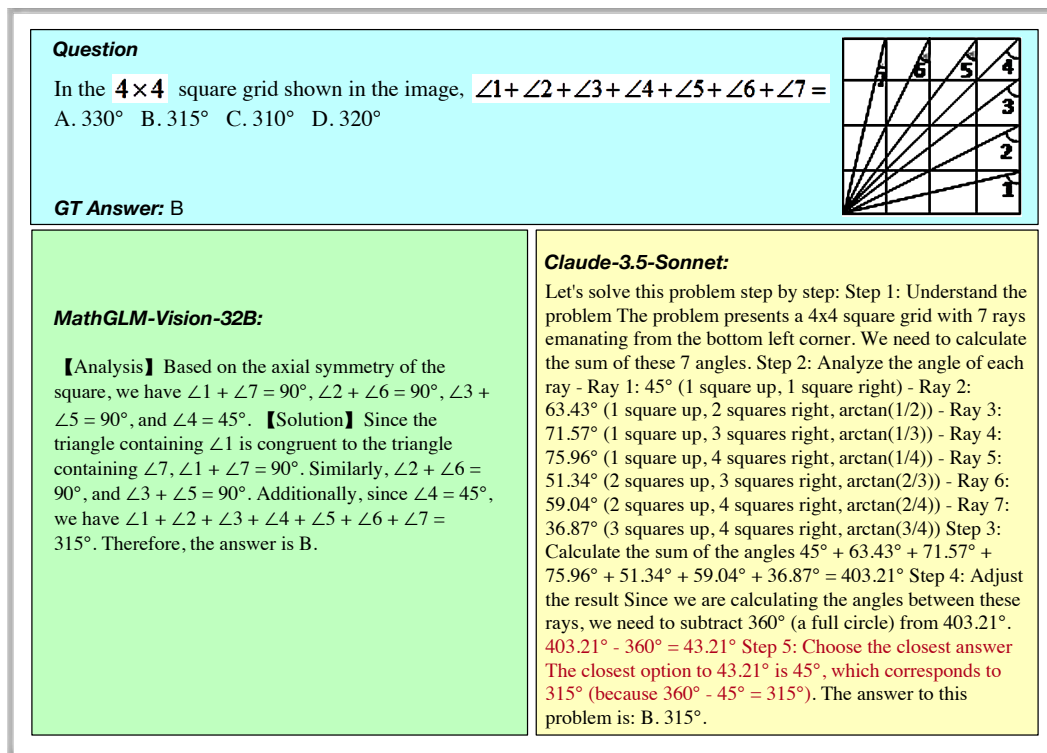 Question
In the 4×4 square grid shown in the image, ∠1+∠2+∠3+∠4+∠5+∠6+∠7=
A. 330° B. 315° C. 310° D. 320°
GT Answer: B
7
6
5
4
3
2
1
MathGLM-Vision-32B:
【Analysis】Based on the axial symmetry of the
square, we have ∠1 + ∠7 = 90°, ∠2 + ∠6 = 90°, ∠3 +
∠5 = 90°, and ∠4 = 45°. 【Solution】Since the
triangle containing ∠1 is congruent to the triangle
containing ∠7, ∠1 + ∠7 = 90°. Similarly, ∠2 + ∠6 =
90°, and ∠3 + ∠5 = 90°. Additionally, since ∠4 = 45°,
we have ∠1 + ∠2 + ∠3 + ∠4 + ∠5 + ∠6 + ∠7 =
315°. Therefore, the answer is B.
Claude-3.5-Sonnet:
Let's solve this problem step by step: Step 1: Understand the
problem The problem presents a 4x4 square grid with 7 rays
emanating from the bottom left corner. We need to calculate
the sum of these 7 angles. Step 2: Analyze the angle of each
ray - Ray 1: 45° (1 square up, 1 square right) - Ray 2:
63.43° (1 square up, 2 squares right, arctan(1/2)) - Ray 3:
71.57° (1 square up, 3 squares right, arctan(1/3)) - Ray 4:
75.96° (1 square up, 4 squares right, arctan(1/4)) - Ray 5:
51.34° (2 squares up, 3 squares right, arctan(2/3)) - Ray 6:
59.04° (2 squares up, 4 squares right, arctan(2/4)) - Ray 7:
36.87° (3 squares up, 4 squares right, arctan(3/4)) Step 3:
Calculate the sum of the angles 45° + 63.43° + 71.57° +
75.96° + 51.34° + 59.04° + 36.87° = 403.21° Step 4: Adjust
the result Since we are calculating the angles between these
rays, we need to subtract 360° (a full circle) from 403.21°.
403.21° - 360° = 43.21° Step 5: Choose the closest answer
The closest option to 43.21° is 45°, which corresponds to
315° (because 360° - 45° = 315°). The answer to this
problem is: B. 315°.